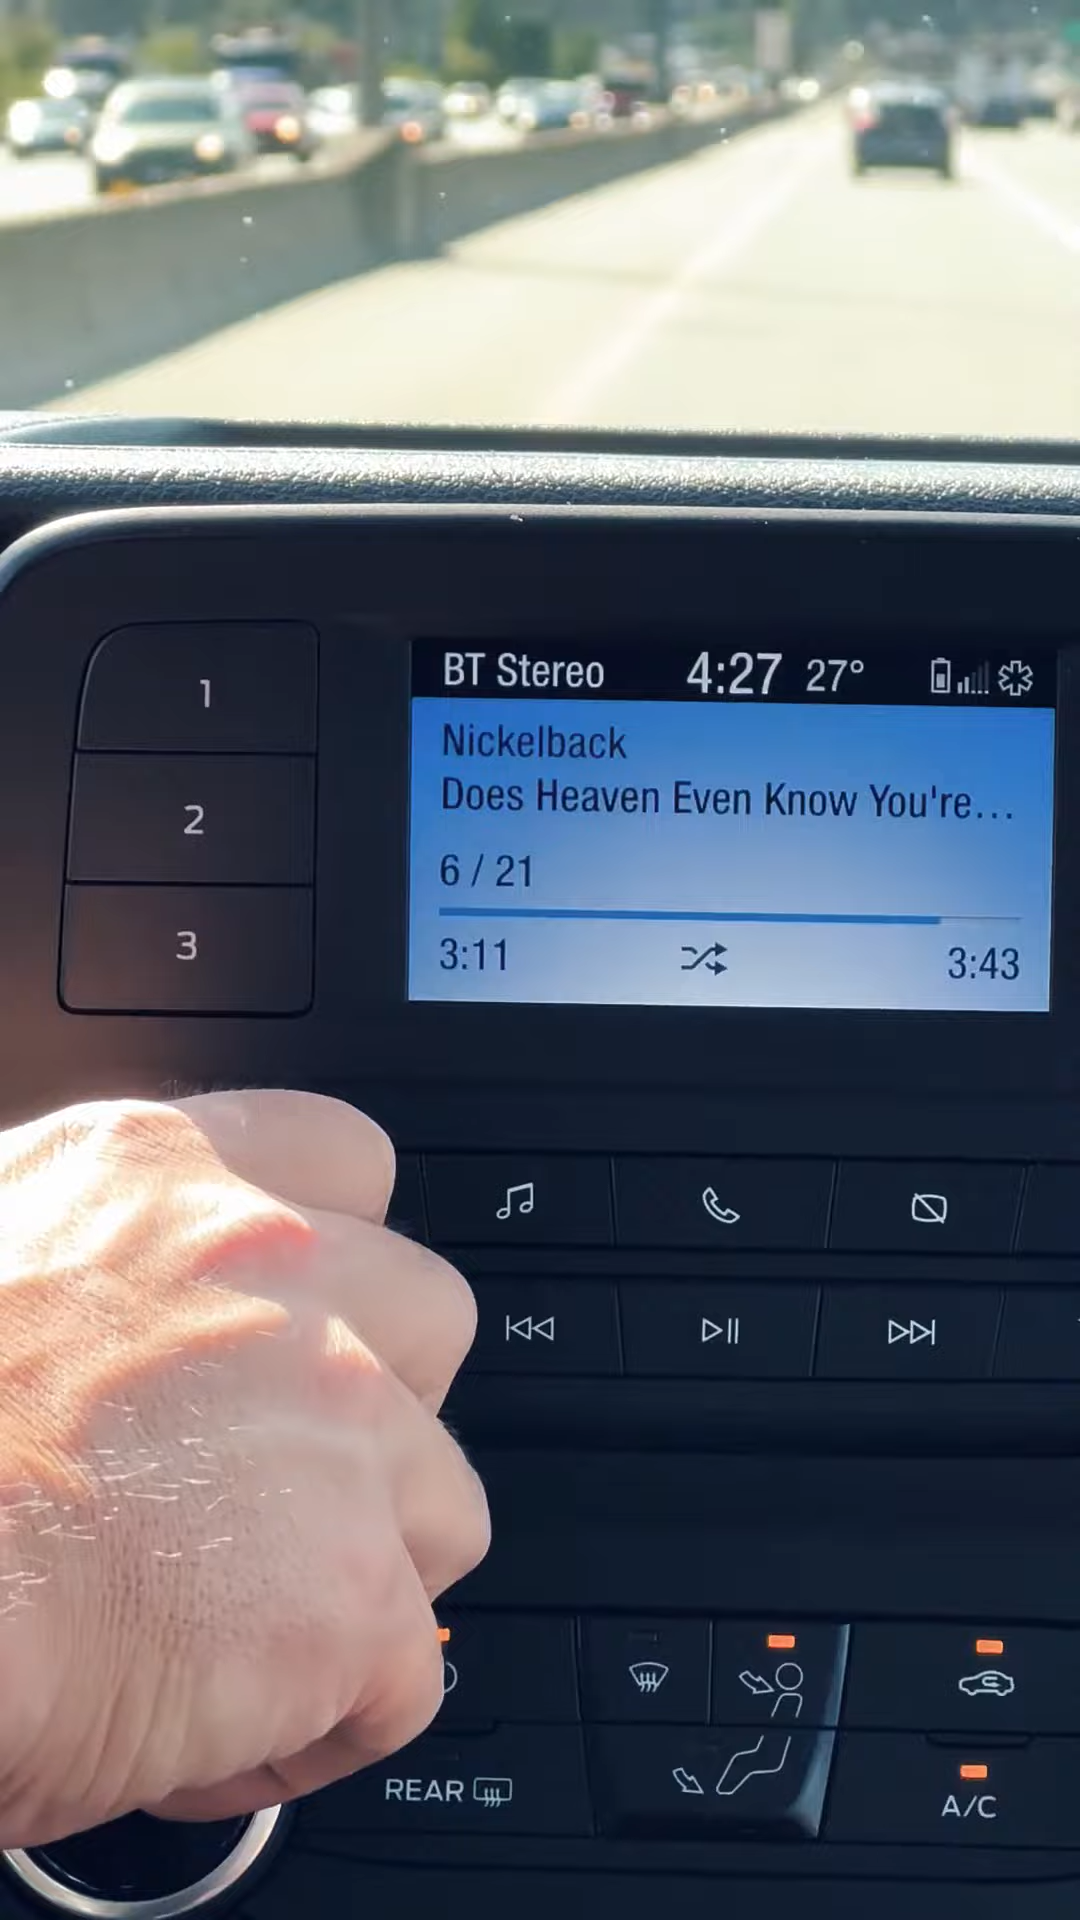 BT Stereo 4:27 27°
Nickelback
Does Heaven Even Know You're...
6 / 21
3:11 3:43
1
2
3
REAR
A/C